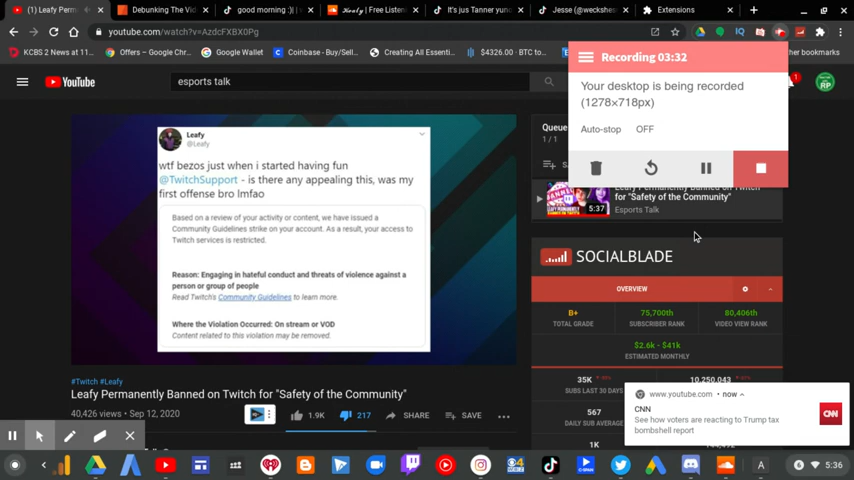 (1) Leafy Perm
Debunking The Vid
good morning :)| w
Kealy | Free Listen
It's jus Tanner yuno
Jesse (@weckshes
Extensions
youtube.com/watch?v=AzdcFXBX0Pg
KCBS 2 News at 11...
Offers – Google Chr...
Google Wallet
Coinbase - Buy/Sell...
Creating All Essenti...
$4326.00 - BTC to...
her bookmarks
YouTube
esports talk
1
RP
Recording 03:32
Your desktop is being recorded
(1278×718px)
Auto-stop OFF
Leafy
@Leafy
wtf bezos just when i started having fun
@TwitchSupport - is there any appealing this, was my
first offense bro lmfao
Based on a review of your activity or content, we have issued a
Community Guidelines strike on your account. As a result, your access to
Twitch services is restricted.
Reason: Engaging in hateful conduct and threats of violence against a
person or group of people
Read Twitch's Community Guidelines to learn more.
Where the Violation Occurred: On stream or VOD
Content related to this violation may be removed.
Queue
1 / 1
Leafy Permanently Banned on Twitch
for "Safety of the Community"
Esports Talk
5:37
SOCIALBLADE
OVERVIEW
B+
TOTAL GRADE
75,700th
SUBSCRIBER RANK
80,406th
VIDEO VIEW RANK
$2.6k - $41k
ESTIMATED MONTHLY
35K
SUBS LAST 30 DAYS
10,250,043
567
DAILY SUB AVERAGE
1K
#Twitch #Leafy
Leafy Permanently Banned on Twitch for "Safety of the Community"
40,426 views • Sep 12, 2020
1.9K
217
SHARE
SAVE
www.youtube.com • now
CNN
See how voters are reacting to Trump tax
bombshell report
CNN
6
5:36